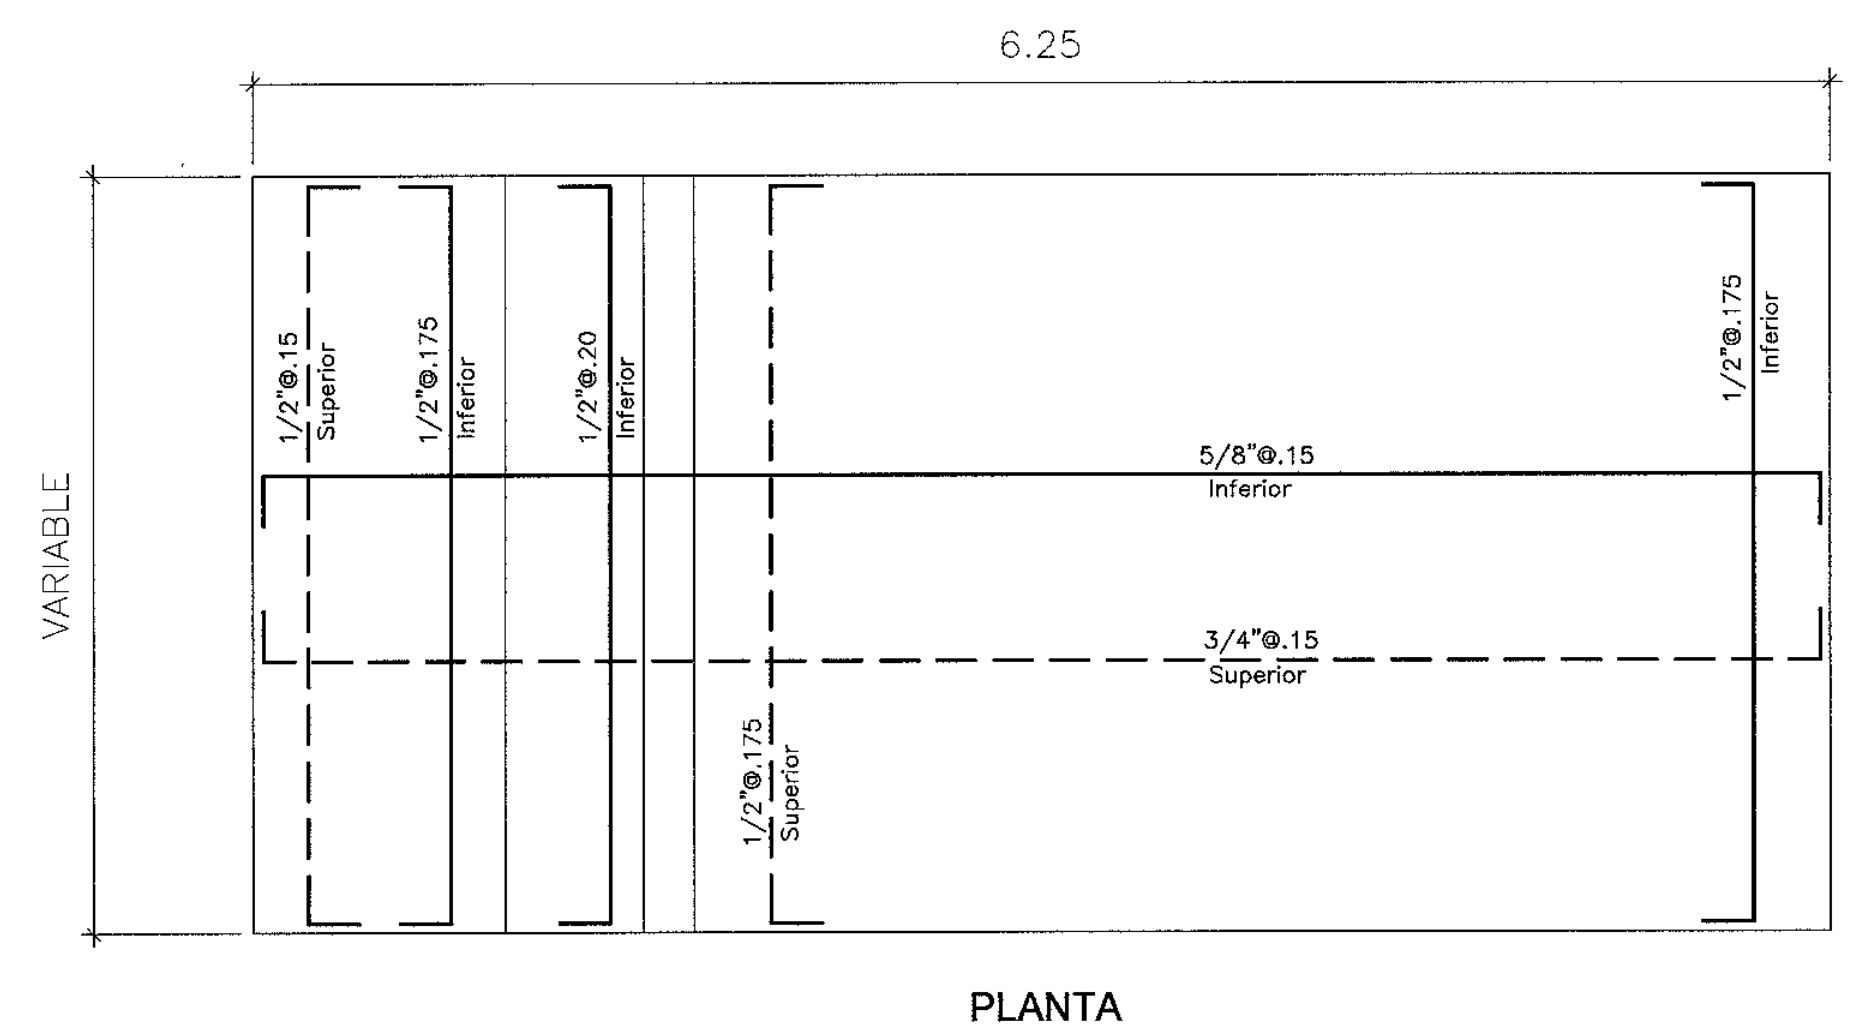 6.25
VARIABLE
1/2"@.15
Superior
1/2"@.175
Inferior
1/2"@.20
Inferior
1/2"@.175
Inferior
5/8"@.15
Inferior
3/4"@.15
Superior
1/2"@.175
Superior
PLANTA